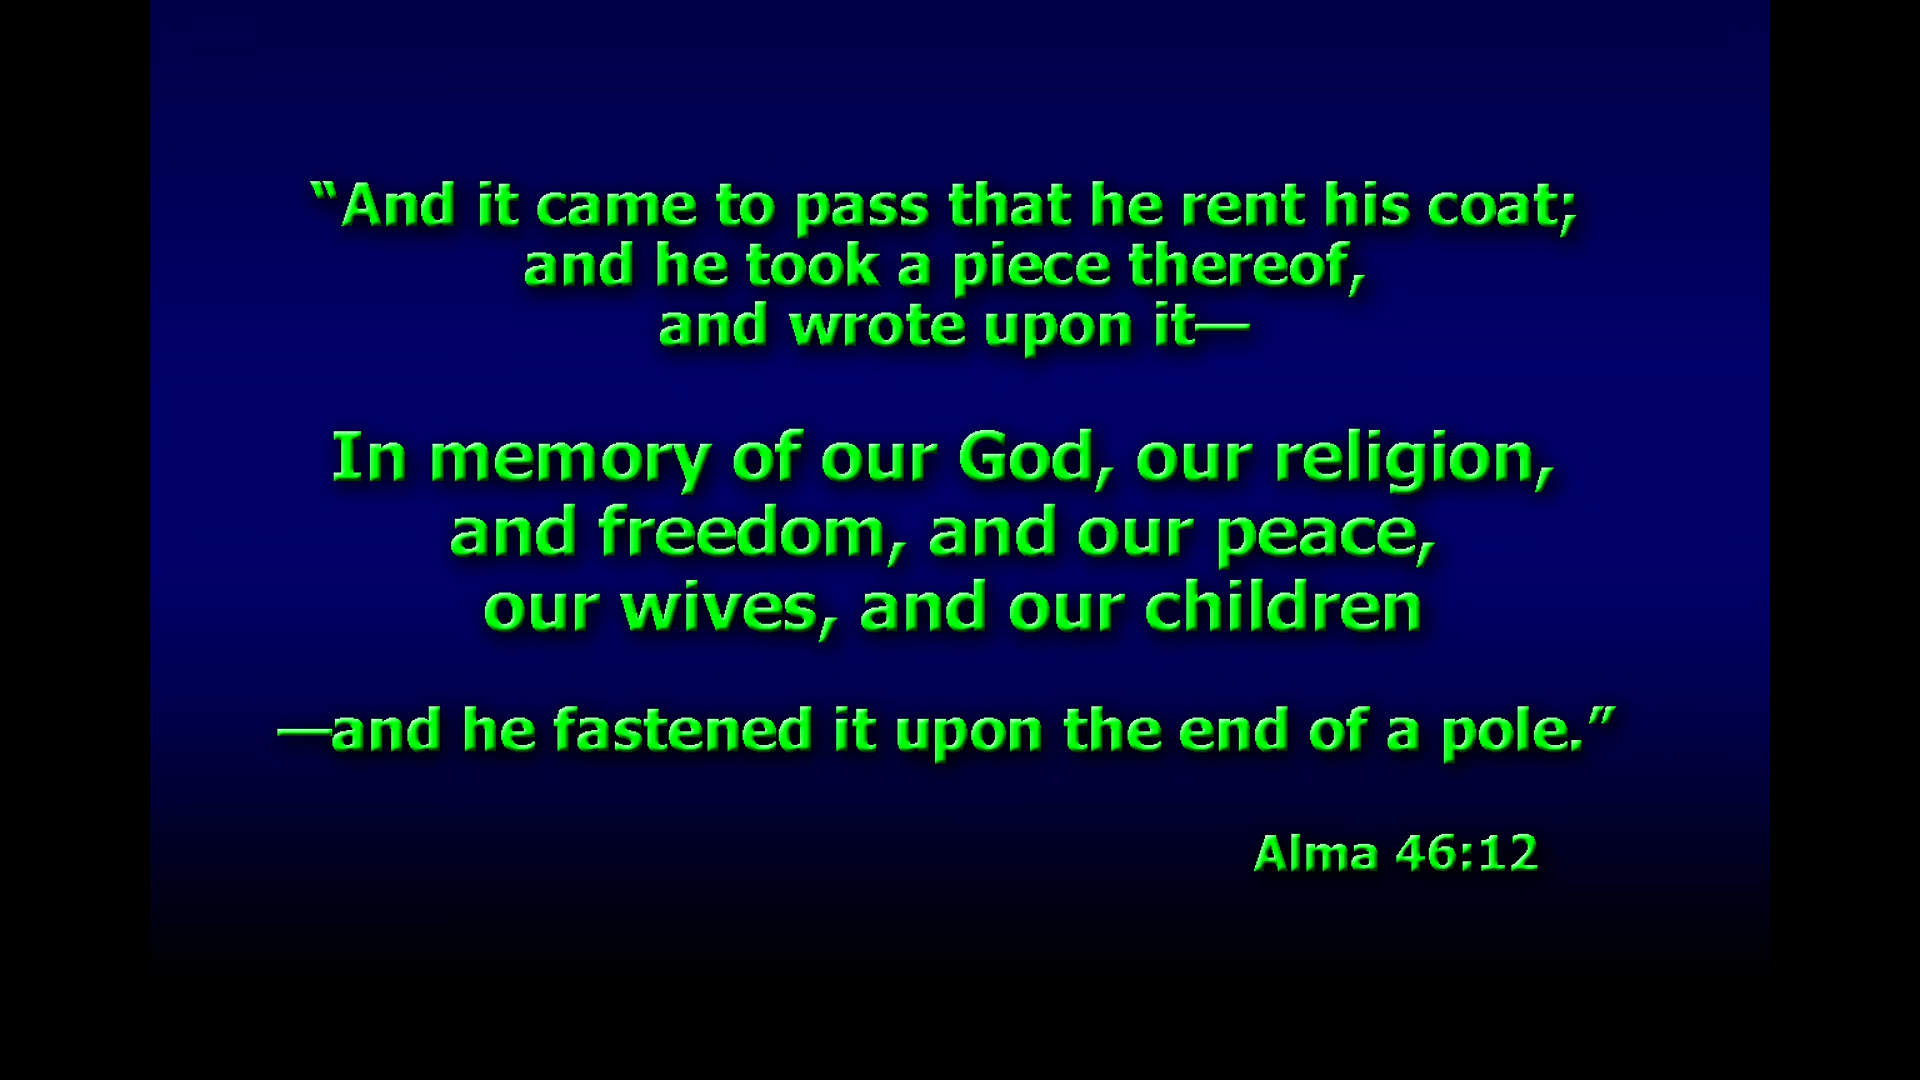 “And it came to pass that he rent his coat;
and he took a piece thereof,
and wrote upon it—
In memory of our God, our religion,
and freedom, and our peace,
our wives, and our children
—and he fastened it upon the end of a pole.”
Alma 46:12